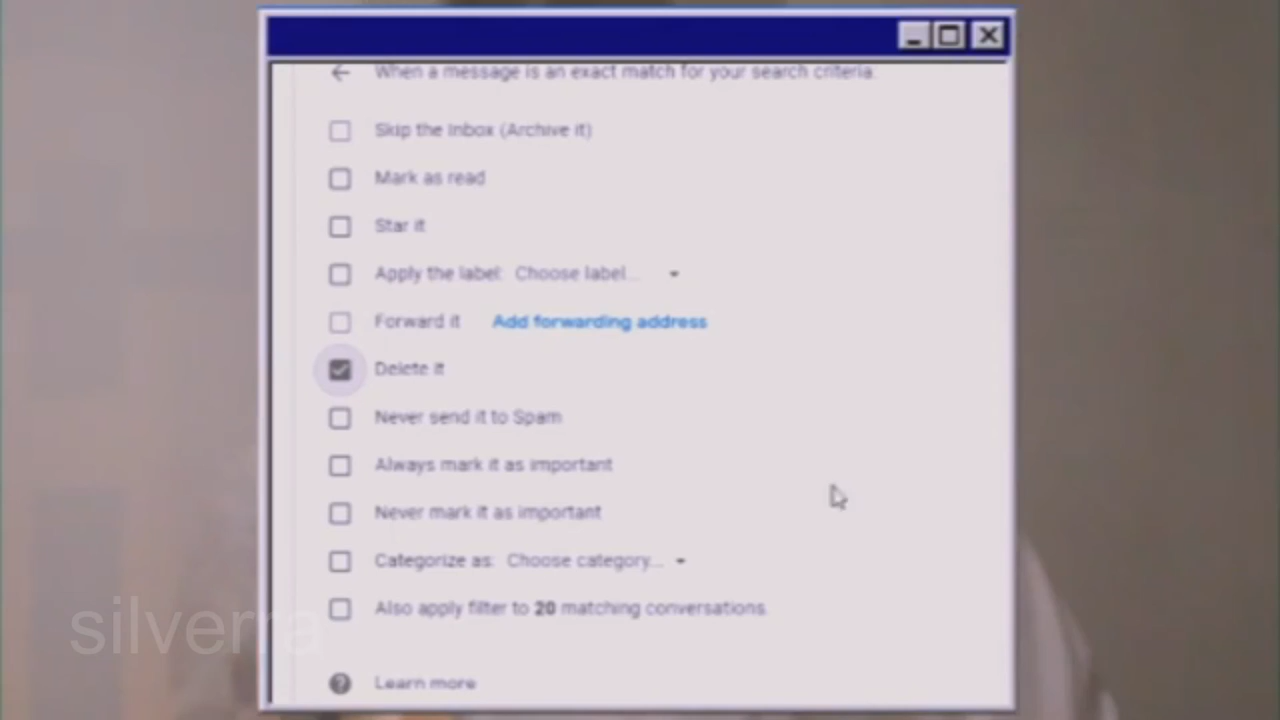 When a message is an exact match for your search criteria:
Skip the Inbox (Archive it)
Mark as read
Star it
Apply the label: Choose label...
Forward it Add forwarding address
Delete it
Never send it to Spam
Always mark it as important
Never mark it as important
Categorize as: Choose category...
Also apply filter to 20 matching conversations.
silverra
Learn more